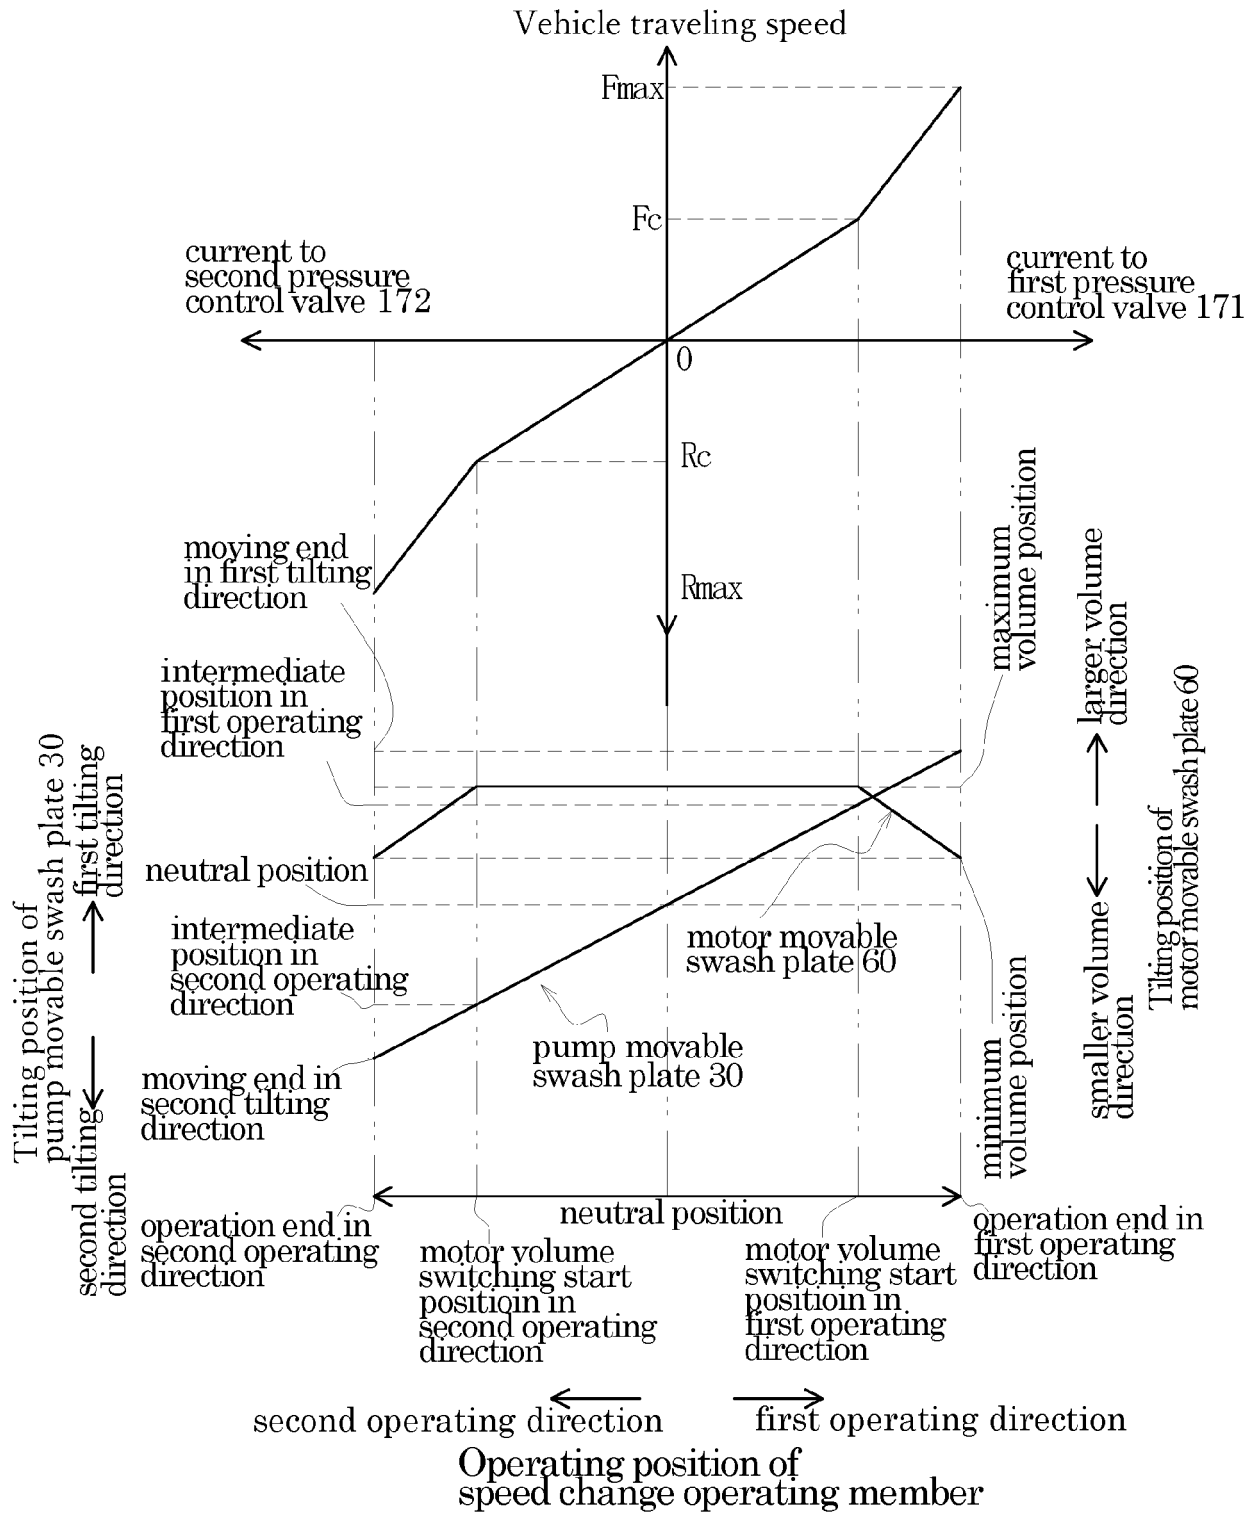 Vehicle traveling speed
Fmax
Fc
current to
second pressure
control valve 172
current to
first pressure
control valve 171
0
Rc
Rmax
moving end
in first tilting
direction
intermediate
position in
first operating
direction
neutral position
intermediate
position in
second operating
direction
moving end in
second tilting
direction
Tilting position of
pump movable swash plate 30
first tilting
direction
second tilting
direction
maximum
volume position
larger volume
direction
Tilting position of
motor movable swash plate 60
smaller volume
direction
minimum
volume position
motor movable
swash plate 60
pump movable
swash plate 30
neutral position
operation end in
second operating
direction
motor volume
switching start
positioin in
second operating
direction
motor volume
switching start
positioin in
first operating
direction
operation end in
first operating
direction
second operating direction
first operating direction
Operating position of
speed change operating member